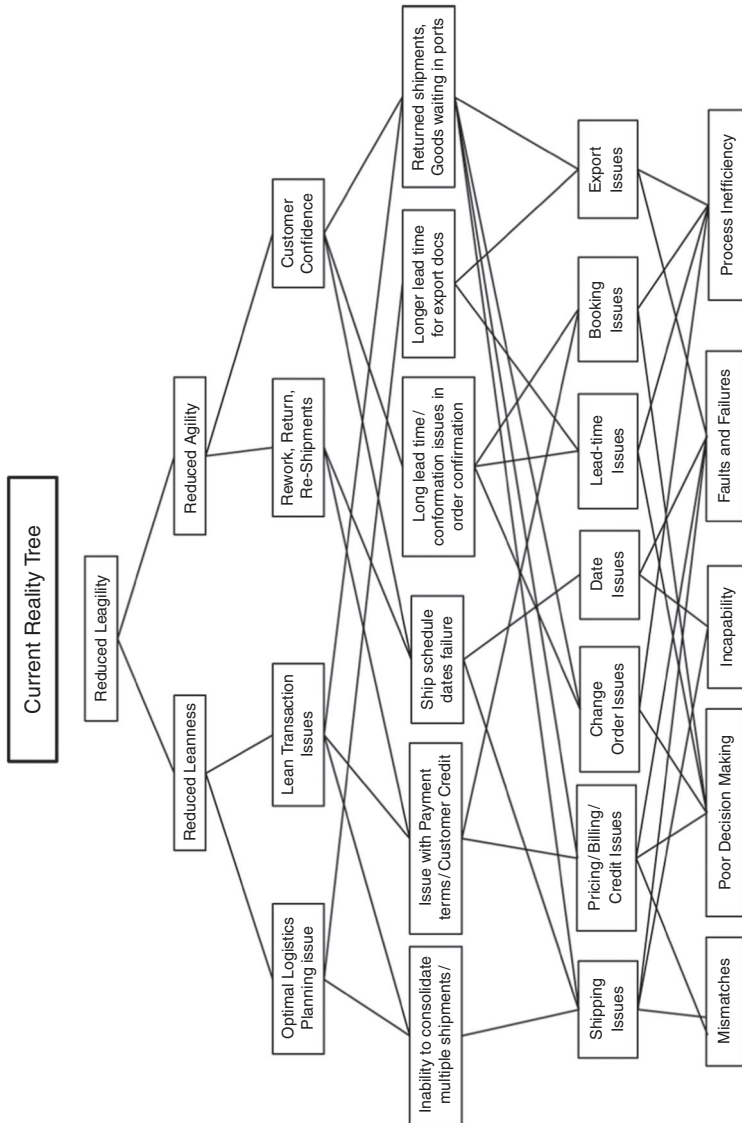 Current Reality Tree
Reduced Leagility
Reduced Leanness
Reduced Agility
Optimal Logistics
Planning issue
Lean Transaction
Issues
Rework, Return,
Re-Shipments
Customer
Confidence
Inability to consolidate
multiple shipments/
Issue with Payment
terms/Customer Credit
Ship schedule
dates failure
Long lead time/
conformation issues in
order confirmation
Longer lead time
for export docs
Returned shipments,
Goods waiting in ports
Shipping
Issues
Pricing/Billing/
Credit Issues
Change
Order Issues
Date
Issues
Lead-time
Issues
Booking
Issues
Export
Issues
Mismatches
Poor Decision Making
Incapability
Faults and Failures
Process Inefficiency